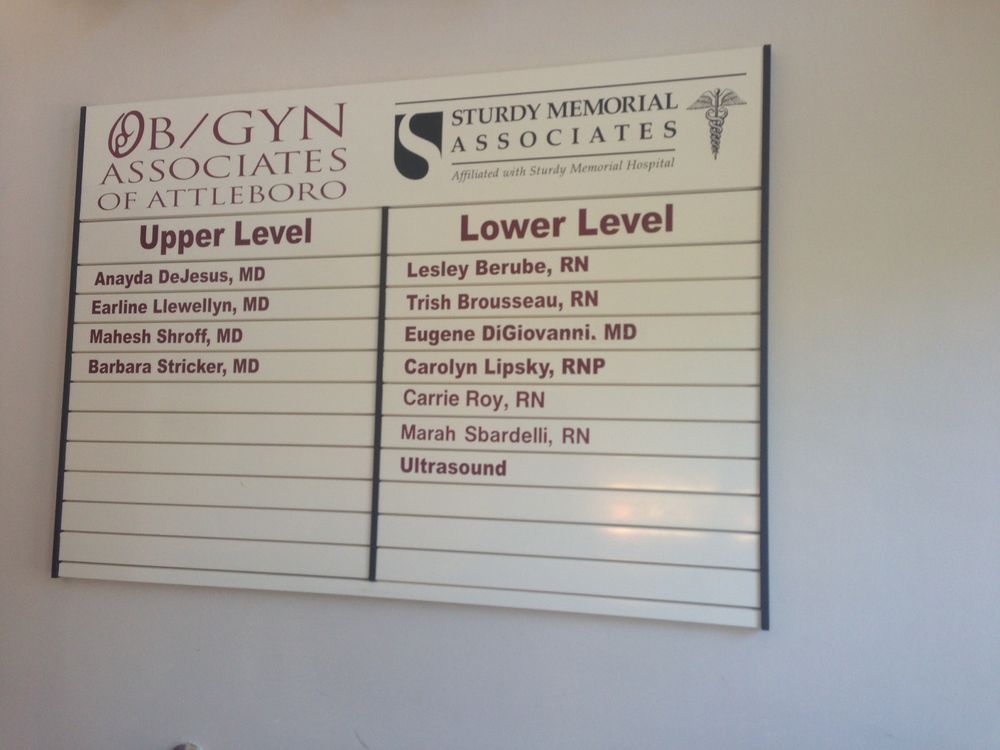 OB/GYN
ASSOCIATES
OF ATTLEBORO
S
STURDY MEMORIAL
ASSOCIATES
Affiliated with Sturdy Memorial Hospital
Upper Level
Anayda DeJesus, MD
Earline Llewellyn, MD
Mahesh Shroff, MD
Barbara Stricker, MD
Lower Level
Lesley Berube, RN
Trish Brousseau, RN
Eugene DiGiovanni. MD
Carolyn Lipsky, RNP
Carrie Roy, RN
Marah Sbardelli, RN
Ultrasound